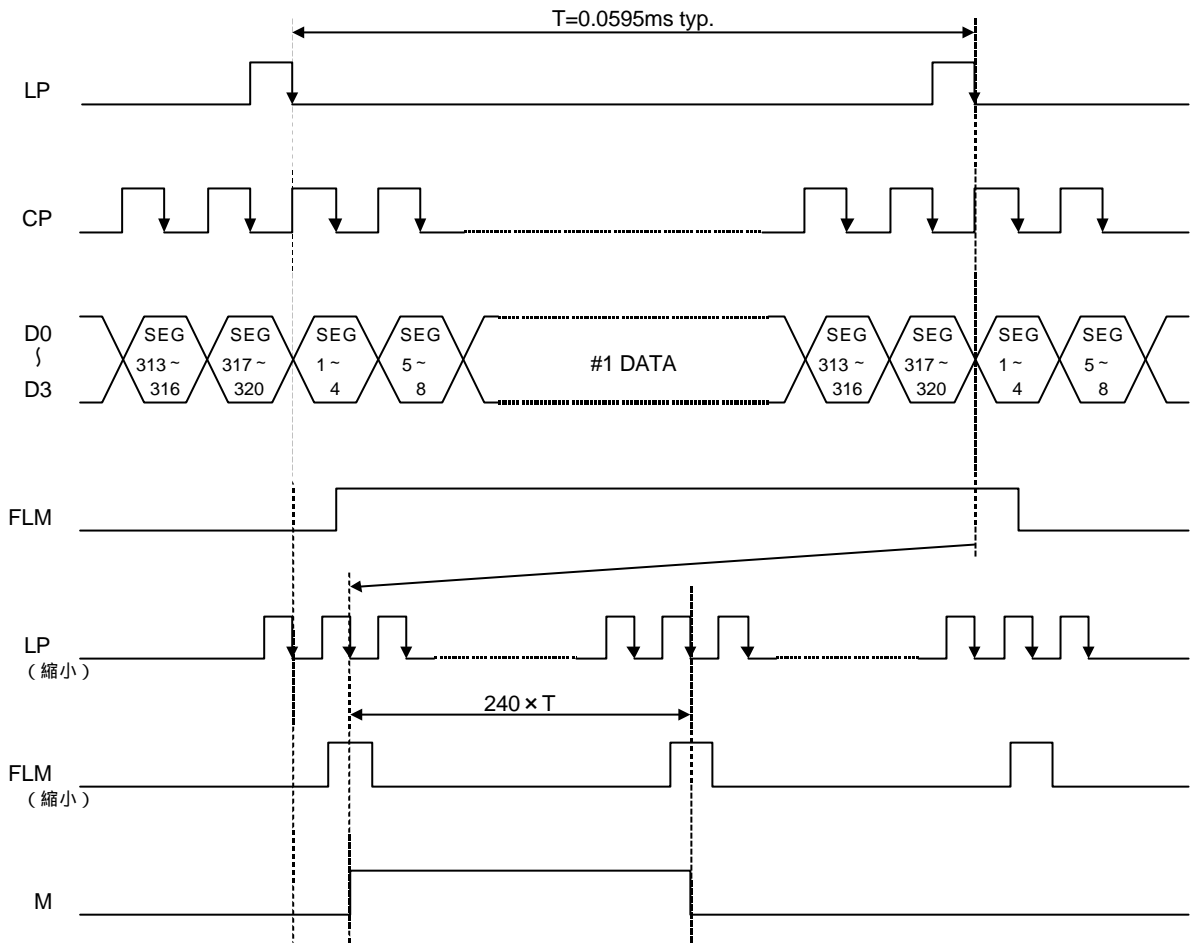 T=0.0595ms typ.
LP
CP
D0
~
D3
SEG
313~
316
SEG
317~
320
SEG
1~
4
SEG
5~
8
#1 DATA
SEG
313~
316
SEG
317~
320
SEG
1~
4
SEG
5~
8
FLM
LP
(縮小)
240×T
FLM
(縮小)
M